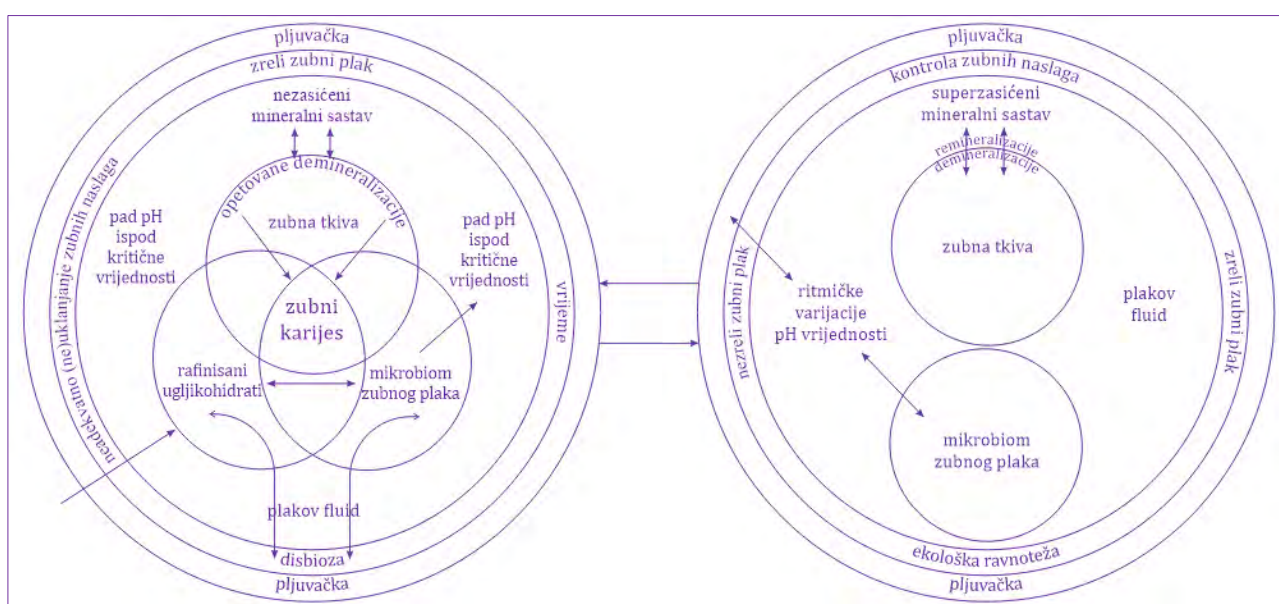 pljuvačka
zreli zubni plak
nezasićeni
mineralni sastav
opetovane demineralizacije
zubna tkiva
pad pH
ispod
kritične
vrijednosti
pad pH
ispod
kritične
vrijednosti
neadekvatno (ne)uklanjanje zubnih naslaga
vrijeme
zubni
karijes
rafinisani
ugljikohidrati
mikrobiom
zubnog plaka
plakov fluid
disbioza
pljuvačka
pljuvačka
kontrola zubnih naslaga
superzasićeni
mineralni sastav
remineralizacije
demineralizacije
zubna tkiva
nezreli zubni plak
ritmičke
varijacije
pH vrijednosti
plakov
fluid
zreli zubni plak
mikrobiom
zubnog plaka
ekološka ravnoteža
pljuvačka